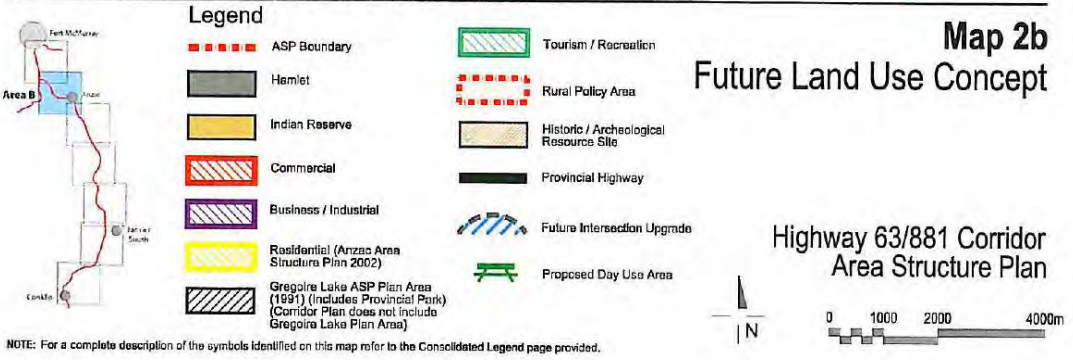 Fort McMurray
Area B
Anzac
Janvier
South
Conklin
Legend
ASP Boundary
Hamlet
Indian Reserve
Commercial
Business / Industrial
Residential (Anzac Area
Structure Plan 2002)
Gregoire Lake ASP Plan Area
(1991) (Includes Provincial Park)
(Corridor Plan does not include
Gregoire Lake Plan Area)
Tourism / Recreation
Rural Policy Area
Historic / Archeological
Resource Site
Provincial Highway
Future Intersection Upgrade
Proposed Day Use Area
Map 2b
Future Land Use Concept
Highway 63/881 Corridor
Area Structure Plan
N
0 1000 2000 4000m
NOTE: For a complete description of the symbols identified on this map refer to the Consolidated Legend page provided.